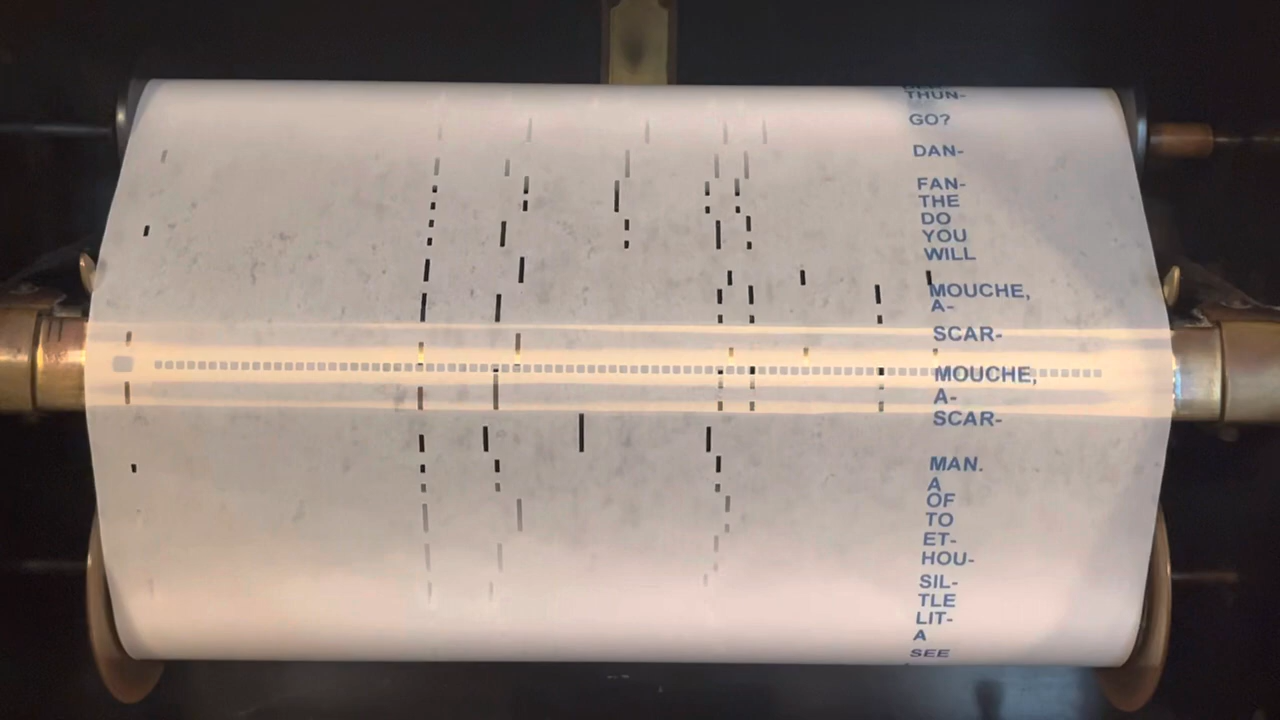 THUN-
GO?
DAN-
FAN-
THE
DO
YOU
WILL
MOUCHE,
A-
SCAR-
MOUCHE,
A-
SCAR-
MAN.
A
OF
TO
ET-
HOU-
SIL-
TLE
LIT-
A
SEE